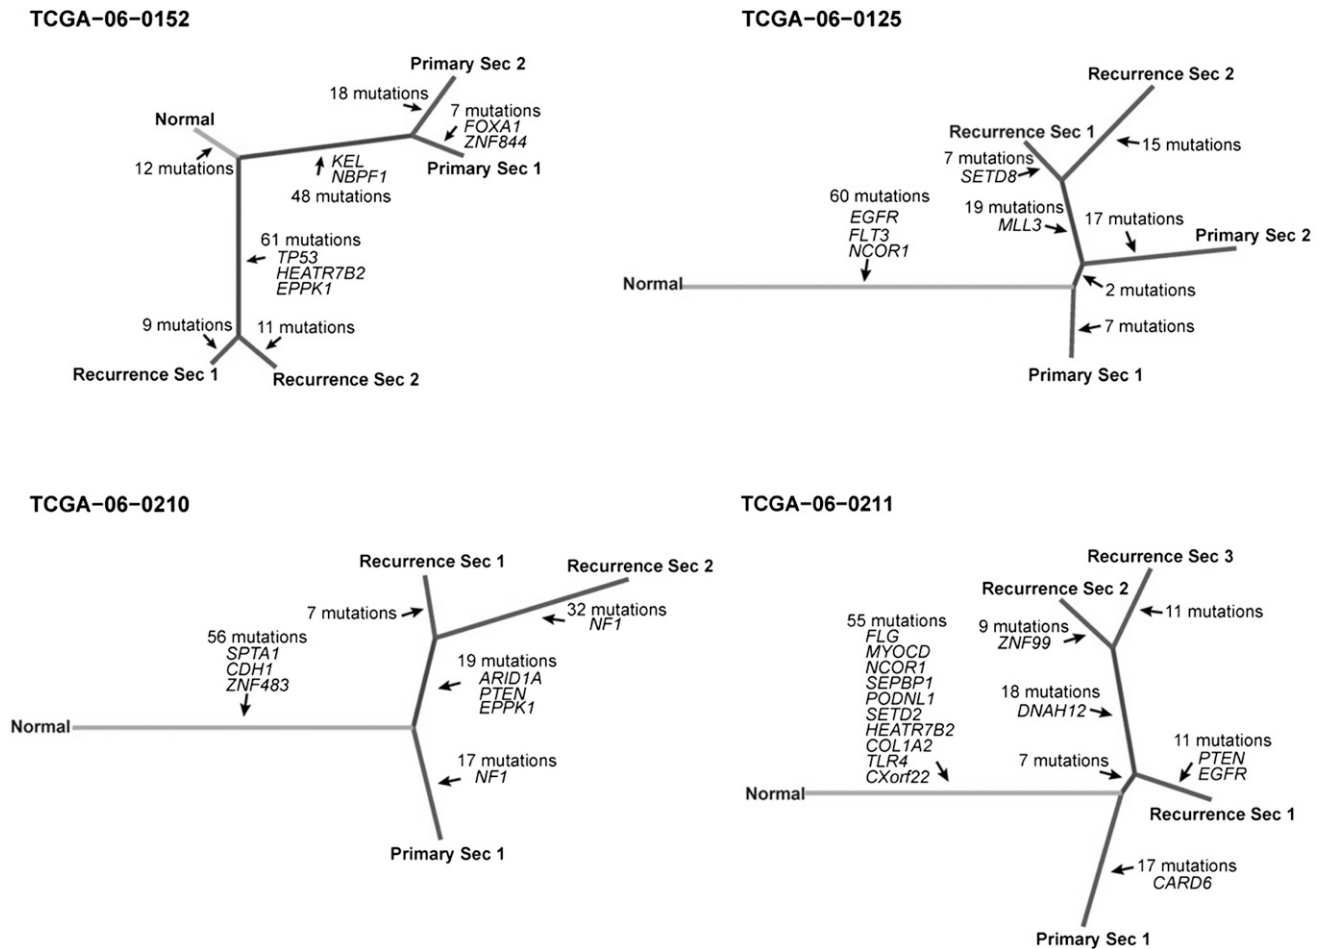 TCGA−06−0152
Primary Sec 2
18 mutations
7 mutations
FOXA1
ZNF844
Normal
12 mutations
Primary Sec 1
KEL
NBPF1
48 mutations
61 mutations
TP53
HEATR7B2
EPPK1
9 mutations
11 mutations
Recurrence Sec 1
Recurrence Sec 2
TCGA−06−0125
Recurrence Sec 2
Recurrence Sec 1
15 mutations
7 mutations
SETD8
60 mutations
EGFR
FLT3
NCOR1
19 mutations
MLL3
17 mutations
Primary Sec 2
Normal
2 mutations
7 mutations
Primary Sec 1
TCGA−06−0210
Recurrence Sec 1
Recurrence Sec 2
7 mutations
32 mutations
NF1
56 mutations
SPTA1
CDH1
ZNF483
19 mutations
ARID1A
PTEN
EPPK1
Normal
17 mutations
NF1
Primary Sec 1
TCGA−06−0211
Recurrence Sec 3
Recurrence Sec 2
11 mutations
55 mutations
FLG
MYOCD
NCOR1
SEPBP1
PODNL1
SETD2
HEATR7B2
COL1A2
TLR4
CXorf22
9 mutations
ZNF99
18 mutations
DNAH12
7 mutations
11 mutations
PTEN
EGFR
Normal
Recurrence Sec 1
17 mutations
CARD6
Primary Sec 1